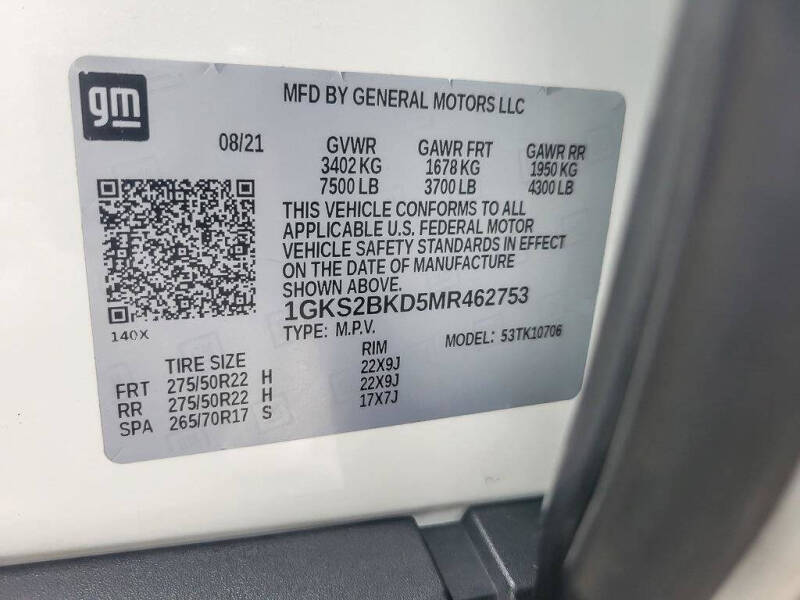 gm
MFD BY GENERAL MOTORS LLC
08/21 GVWR GAWR FRT GAWR RR
3402 KG 1678 KG 1950 KG
7500 LB 3700 LB 4300 LB
THIS VEHICLE CONFORMS TO ALL
APPLICABLE U.S. FEDERAL MOTOR
VEHICLE SAFETY STANDARDS IN EFFECT
ON THE DATE OF MANUFACTURE
SHOWN ABOVE.
1GKS2BKD5MR462753
140X
TYPE: M.P.V. MODEL: 53TK10706
TIRE SIZE RIM
FRT 275/50R22 H 22X9J
RR 275/50R22 H 22X9J
SPA 265/70R17 S 17X7J